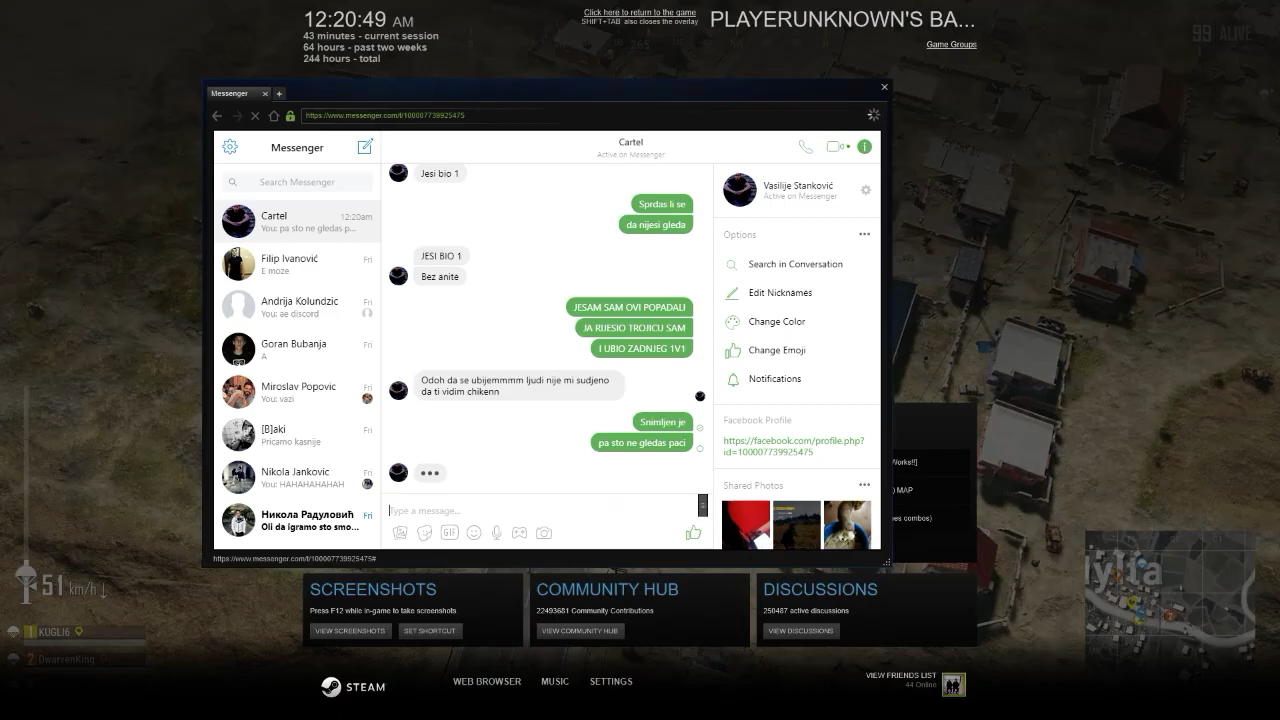 12:20:49 AM
43 minutes - current session
64 hours - past two weeks
244 hours - total
Click here to return to the game
SHIFT+TAB also closes the overlay
PLAYERUNKNOWN'S BA...
Game Groups
99 ALIVE
265
Messenger
https://www.messenger.com/t/100007739925475
Messenger
Search Messenger
Cartel
12:20am
You: pa sto ne gledas p...
Filip Ivanović
Fri
E moze
Andrija Kolundzic
Fri
You: ae discord
Goran Bubanja
Fri
A
Miroslav Popovic
Fri
You: vazi
[B]aki
Fri
Pricamo kasnije
Nikola Jankovic
Fri
You: HAHAHAHAHAH
Никола Радуловић
Fri
Oli da igramo sto smo...
Cartel
Active on Messenger
Jesi bio 1
Sprdas li se
da nijesi gleda
JESI BIO 1
Bez anite
JESAM SAM OVI POPADALI
JA RIJESIO TROJICU SAM
I UBIO ZADNJEG 1V1
Odoh da se ubijemmmm ljudi nije mi sudjeno
da ti vidim chikenn
Snimljen je
pa sto ne gledas paci
Type a message...
GIF
Vasilije Stanković
Active on Messenger
Options
Search in Conversation
Edit Nicknames
Change Color
Change Emoji
Notifications
Facebook Profile
https://facebook.com/profile.php?
id=100007739925475
Shared Photos
https://www.messenger.com/t/100007739925475#
Works!!]
) MAP
es combos)
51 km/h
1 KUGLI6
2 DwarvenKing
SCREENSHOTS
Press F12 while in-game to take screenshots
VIEW SCREENSHOTS
SET SHORTCUT
COMMUNITY HUB
22493681 Community Contributions
VIEW COMMUNITY HUB
DISCUSSIONS
250487 active discussions
VIEW DISCUSSIONS
STEAM
WEB BROWSER
MUSIC
SETTINGS
VIEW FRIENDS LIST
44 Online